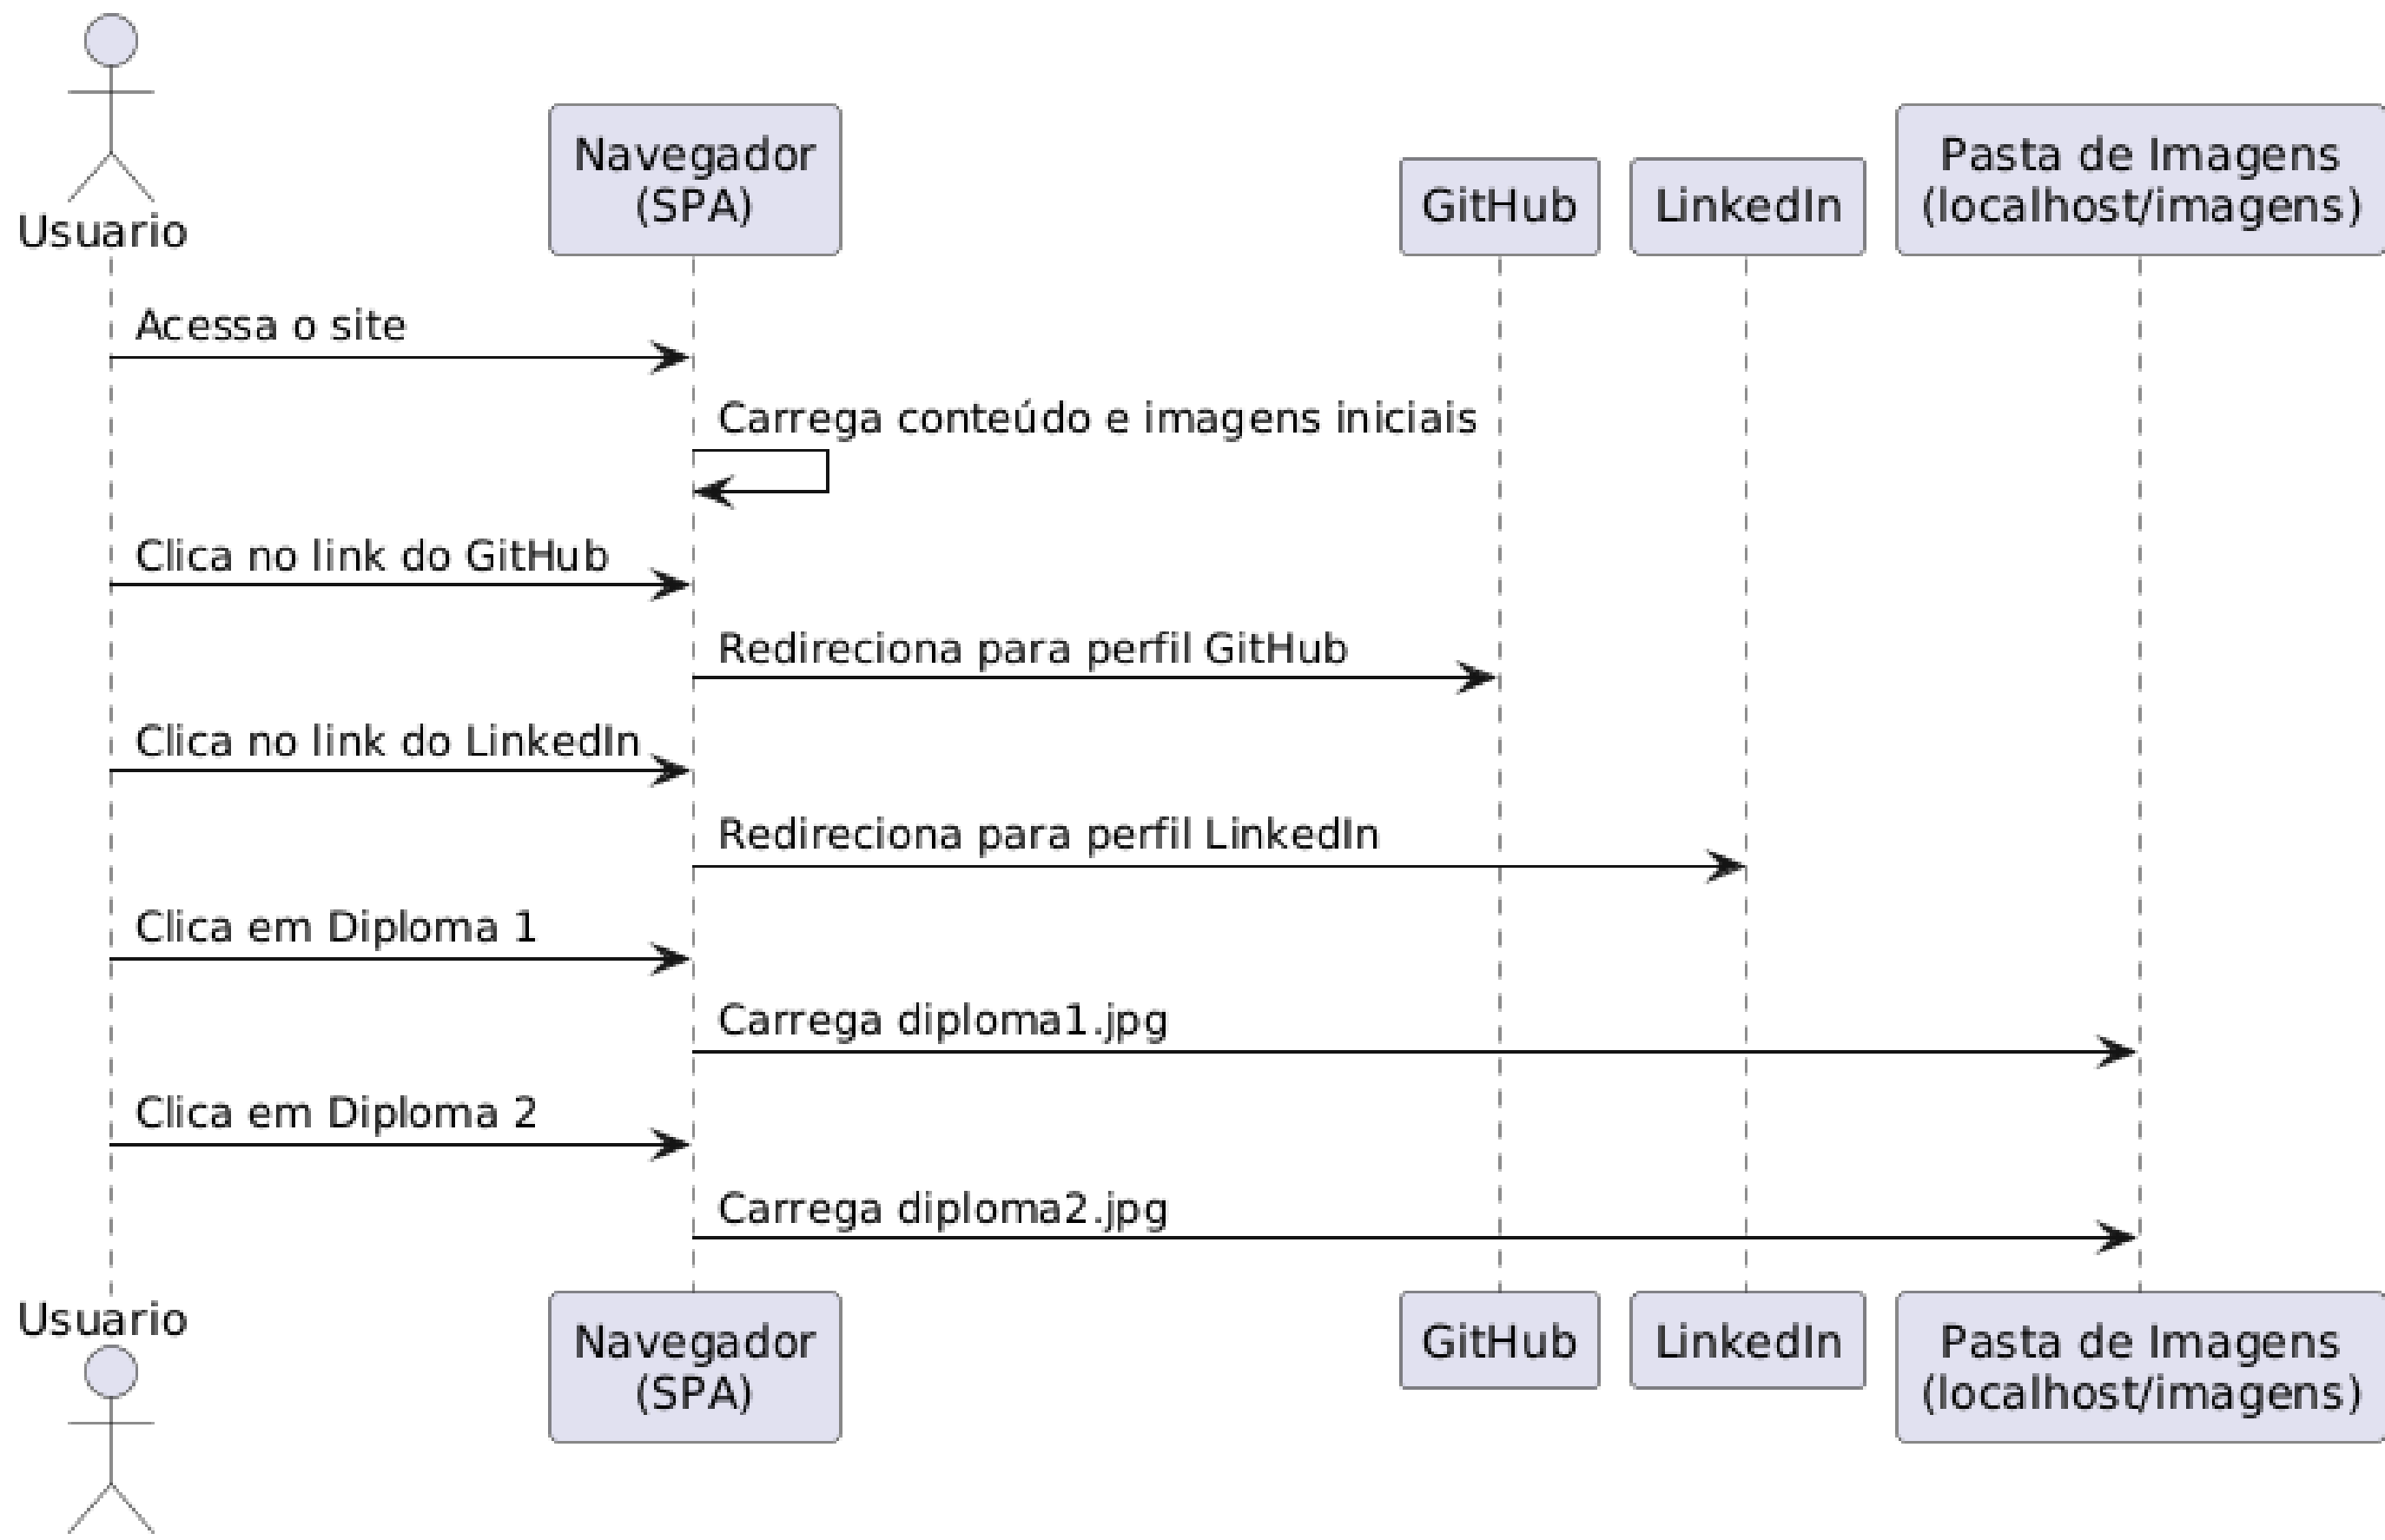 Usuario
Navegador
(SPA)
GitHub
LinkedIn
Pasta de Imagens
(localhost/imagens)
Acessa o site
Carrega conteúdo e imagens iniciais
Clica no link do GitHub
Redireciona para perfil GitHub
Clica no link do LinkedIn
Redireciona para perfil LinkedIn
Clica em Diploma 1
Carrega diploma1.jpg
Clica em Diploma 2
Carrega diploma2.jpg
Usuario
Navegador
(SPA)
GitHub
LinkedIn
Pasta de Imagens
(localhost/imagens)